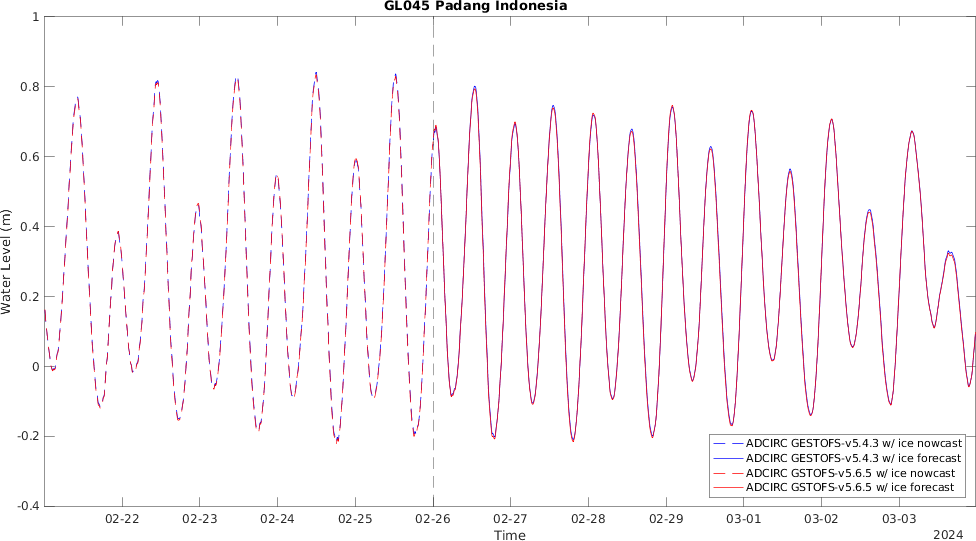 GL045 Padang Indonesia
1
0.8
0.6
0.4
0.2
0
-0.2
-0.4
Water Level (m)
ADCIRC GESTOFS-v5.4.3 w/ ice nowcast
ADCIRC GESTOFS-v5.4.3 w/ ice forecast
ADCIRC GSTOFS-v5.6.5 w/ ice nowcast
ADCIRC GSTOFS-v5.6.5 w/ ice forecast
02-22 02-23 02-24 02-25 02-26 02-27 02-28 02-29 03-01 03-02 03-03
Time
2024